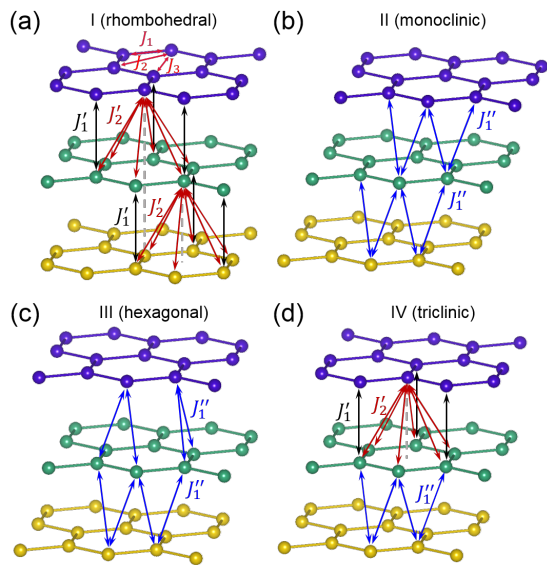 (a) I (rhombohedral)
J₁
J₂ J₃
J′₁ J′₂
J′₁ J′₂
(b) II (monoclinic)
J″₁
J″₁
(c) III (hexagonal)
J″₁
J″₁
(d) IV (triclinic)
J′₁ J′₂
J″₁